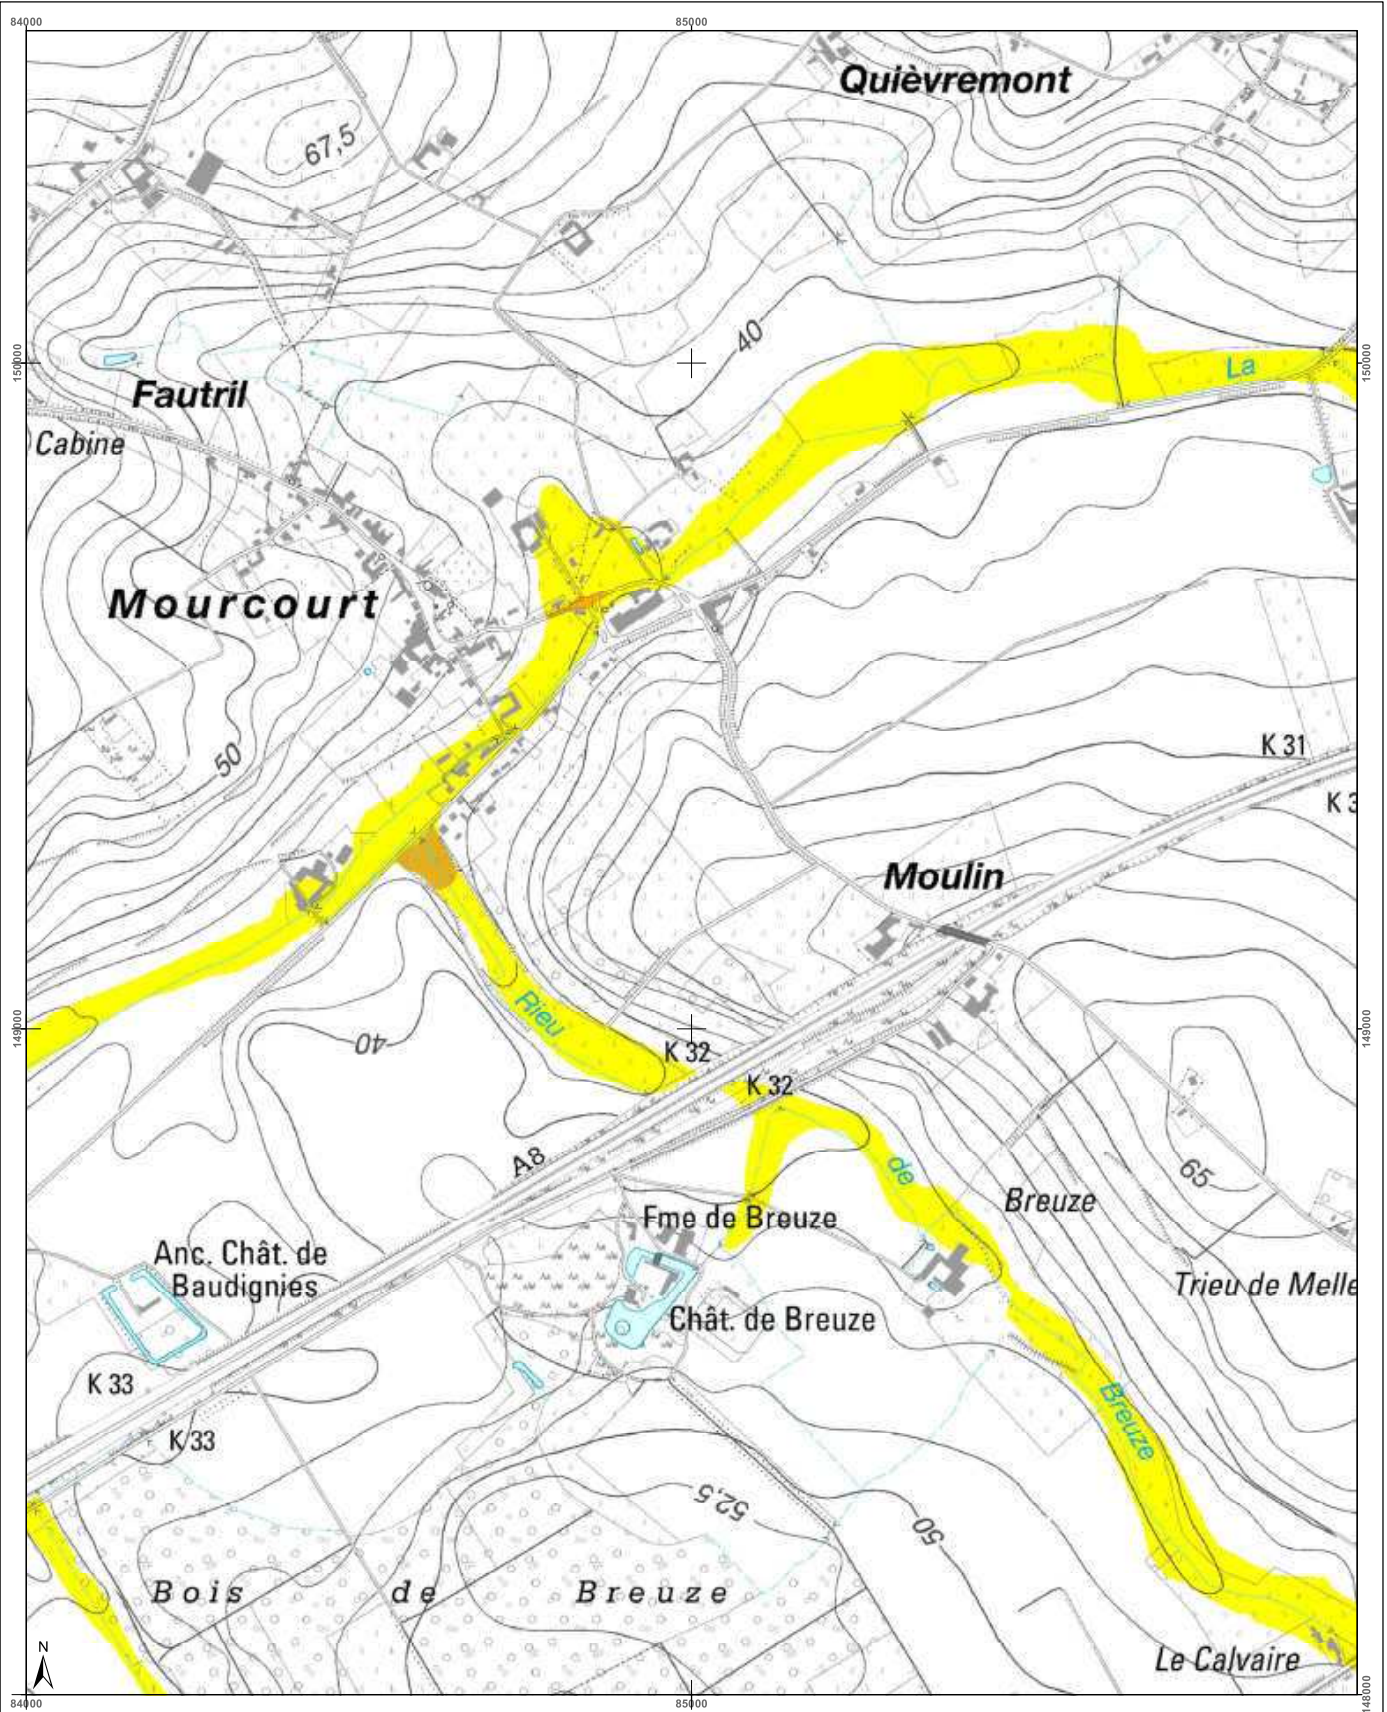 84000
85000
Quièvremont
67,5
40
150000
150000
La
Fautril
Cabine
Mourcourt
50
K 31
K 3
Moulin
149000
149000
Rieu
40
K 32
K 32
A8
de
65
Breuze
Fme de Breuze
Anc. Chât. de
Baudignies
Trieu de Melle
Chât. de Breuze
K 33
Breuze
K 33
52,5
50
Bois de Breuze
Le Calvaire
N
84000
85000
148000